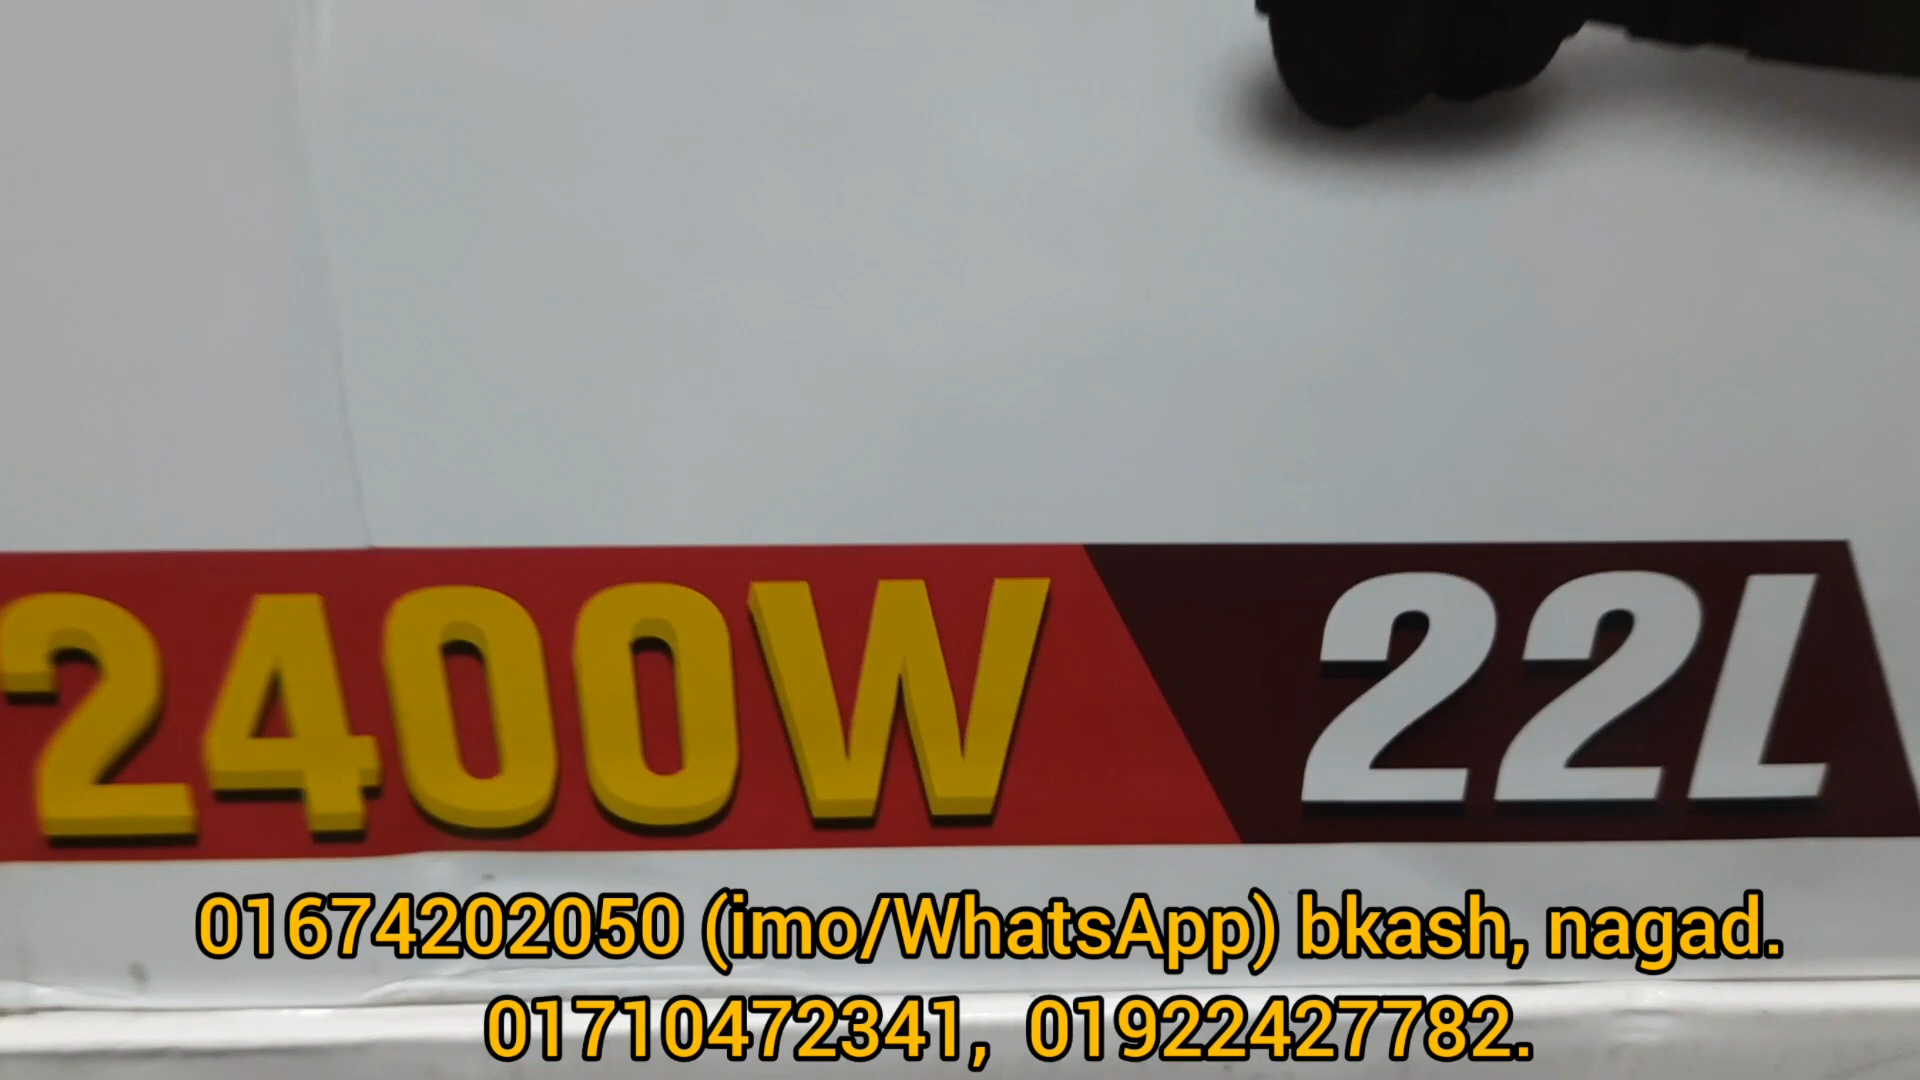 2400W 22L
01674202050 (imo/WhatsApp) bkash, nagad.
01710472341, 01922427782.